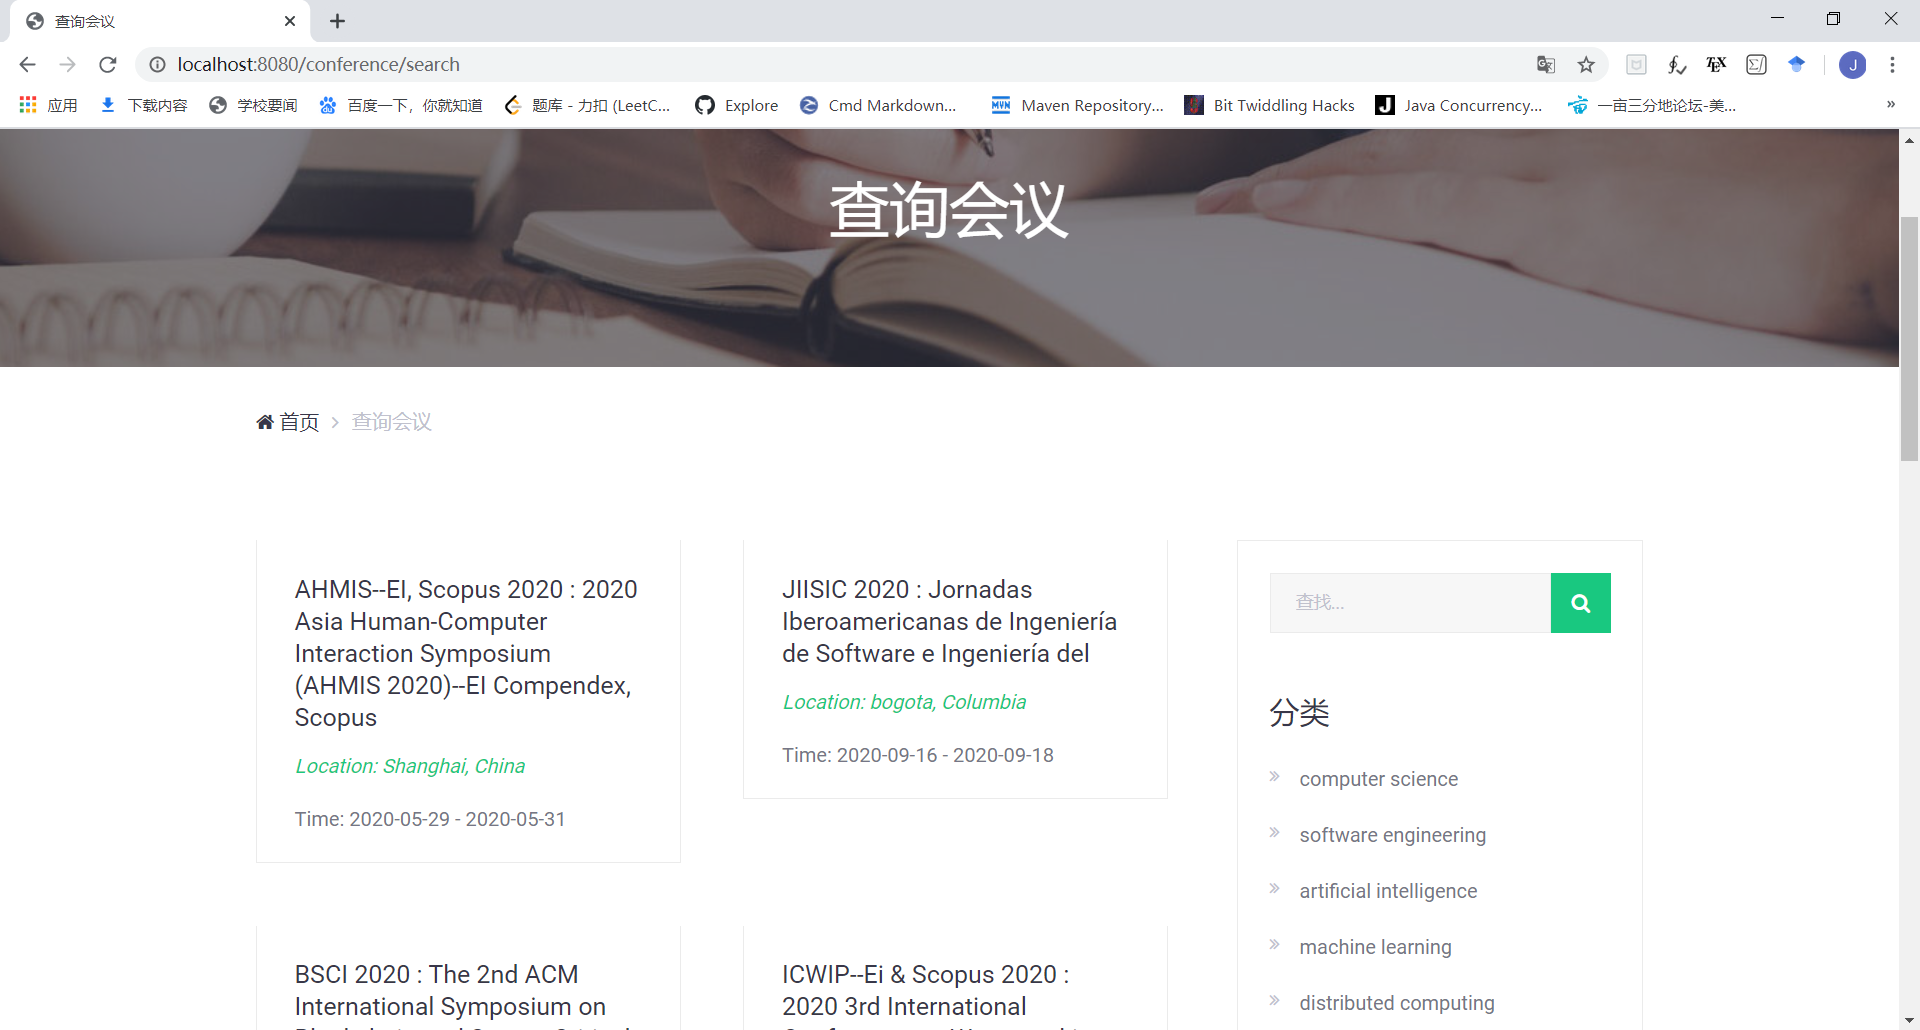 查询会议
localhost:8080/conference/search
J
应用
下载内容
学校要闻
百度一下，你就知道
题库 - 力扣 (LeetC...
Explore
Cmd Markdown...
Maven Repository...
Bit Twiddling Hacks
Java Concurrency...
一亩三分地论坛-美...
»
查询会议
首页 > 查询会议
AHMIS--EI, Scopus 2020 : 2020
Asia Human-Computer
Interaction Symposium
(AHMIS 2020)--EI Compendex,
Scopus
Location: Shanghai, China
Time: 2020-05-29 - 2020-05-31
JIISIC 2020 : Jornadas
Iberoamericanas de Ingeniería
de Software e Ingeniería del
Location: bogota, Columbia
Time: 2020-09-16 - 2020-09-18
BSCI 2020 : The 2nd ACM
International Symposium on
ICWIP--Ei & Scopus 2020 :
2020 3rd International
查找...
分类
» computer science
» software engineering
» artificial intelligence
» machine learning
» distributed computing